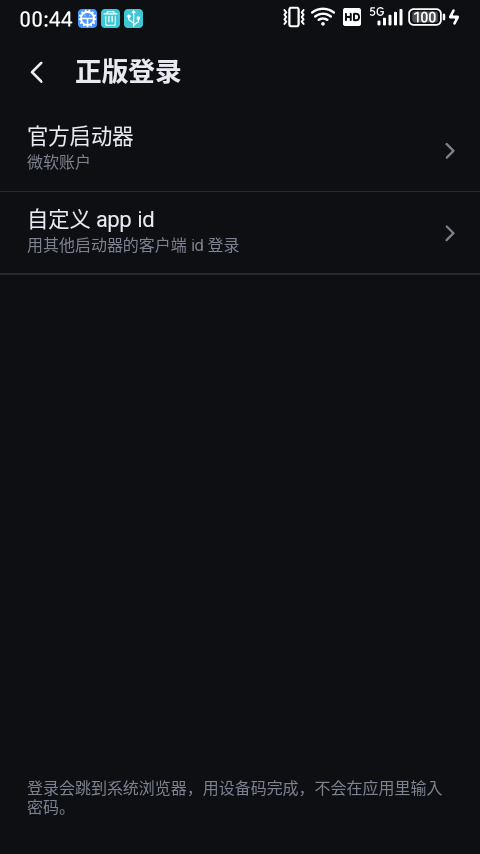 00:44 HD 5G 100
正版登录
官方启动器
微软账户
自定义 app id
用其他启动器的客户端 id 登录
登录会跳到系统浏览器，用设备码完成，不会在应用里输入
密码。